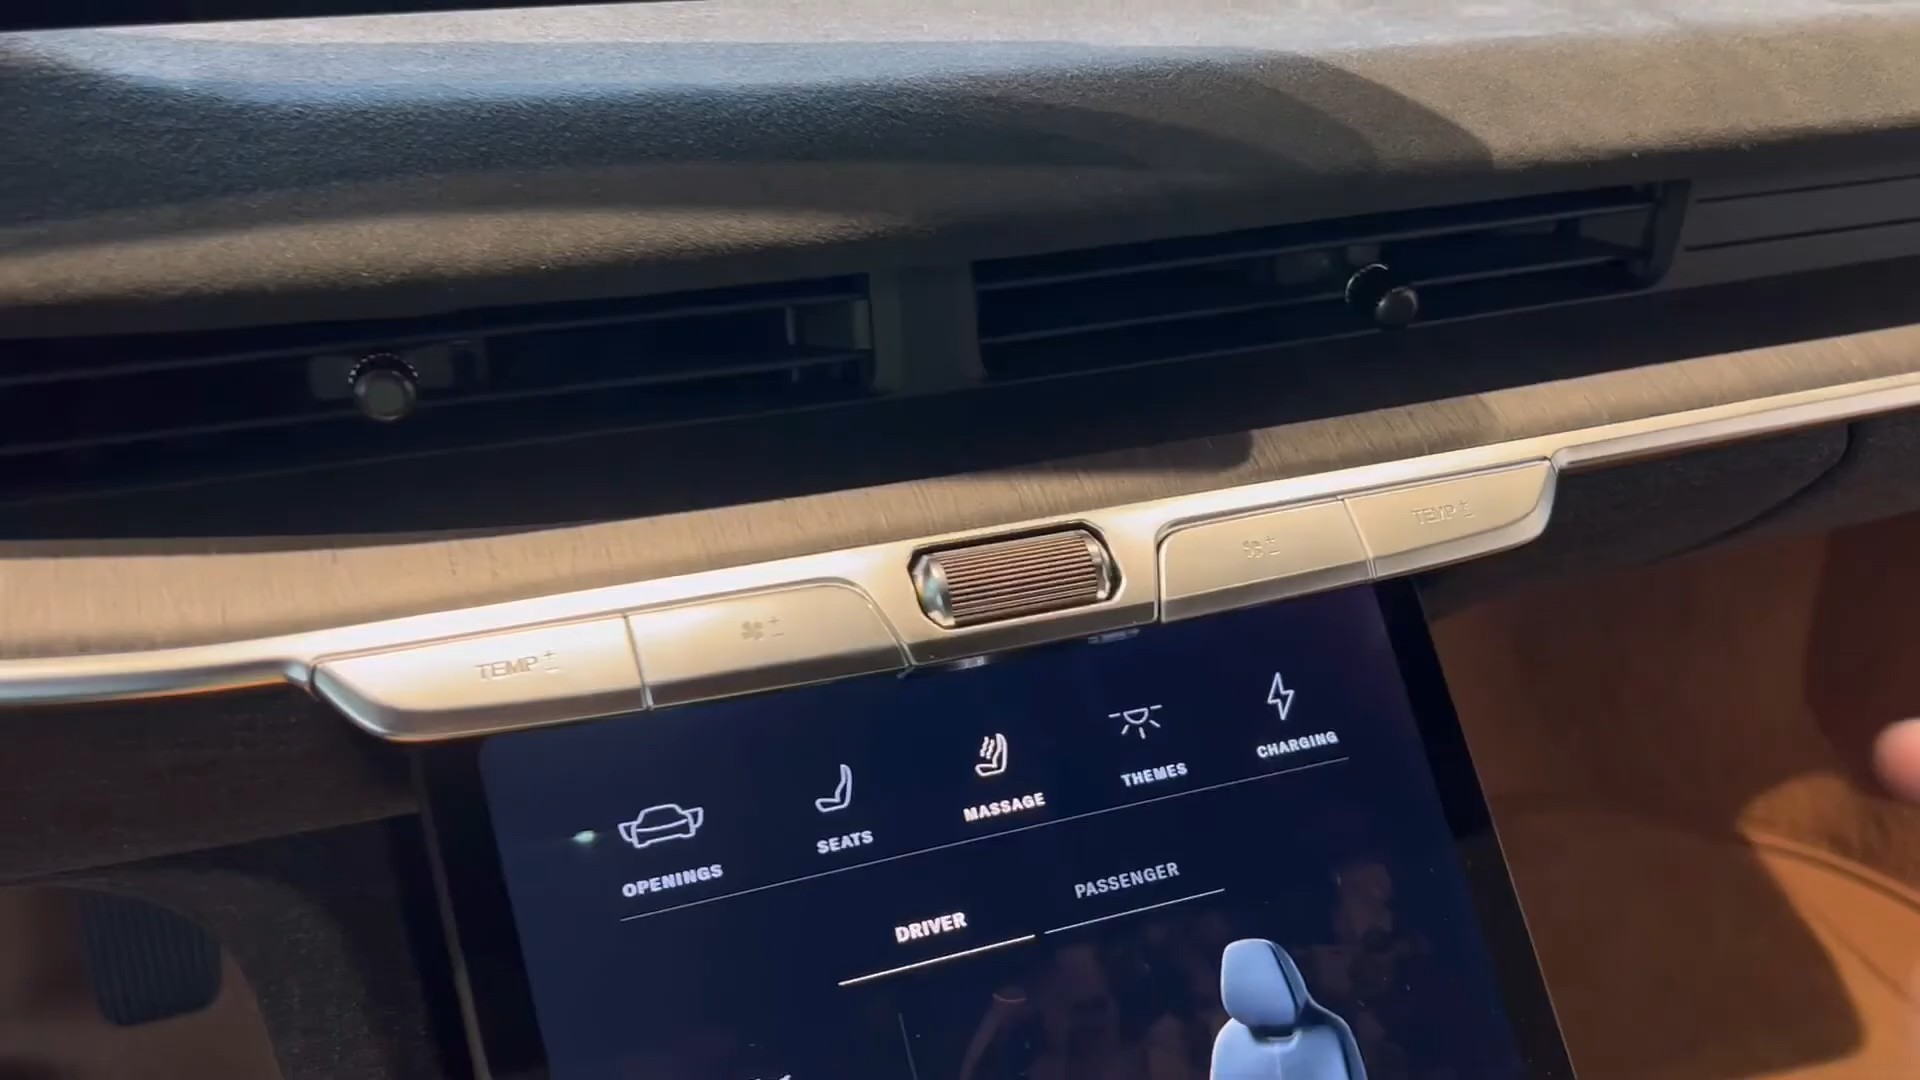 TEMP +-
+-
+-
TEMP +-
OPENINGS
SEATS
MASSAGE
THEMES
CHARGING
DRIVER
PASSENGER